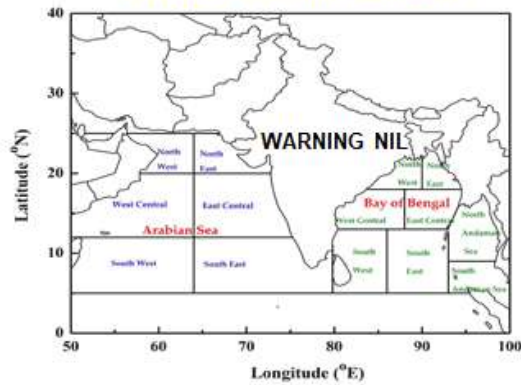 40
30
20
10
0
Latitude (°N)
WARNING NIL
North
West
North
East
West Central
East Central
Arabian Sea
South West
South East
North
West
North
East
Bay of Bengal
West Central
East Central
North
Andaman
Sea
South
West
South
East
South
Andaman Sea
50
60
70
80
90
100
Longitude (°E)